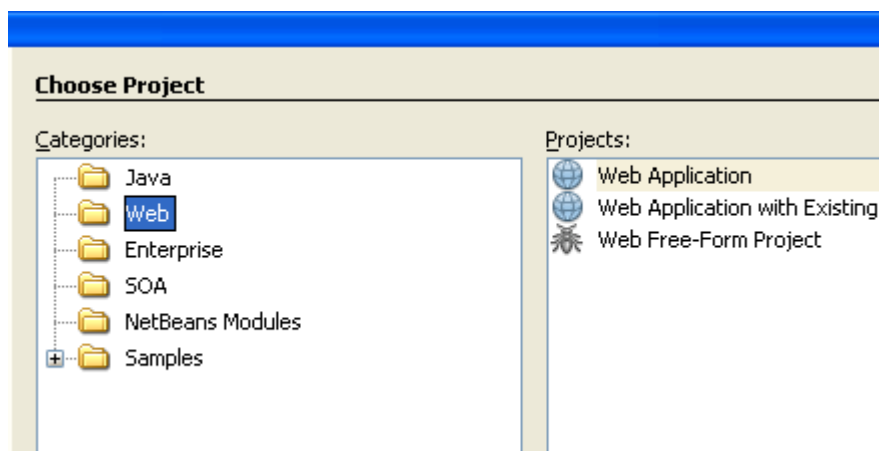 Choose Project
Categories:
Java
Web
Enterprise
SOA
NetBeans Modules
Samples
Projects:
Web Application
Web Application with Existing
Web Free-Form Project